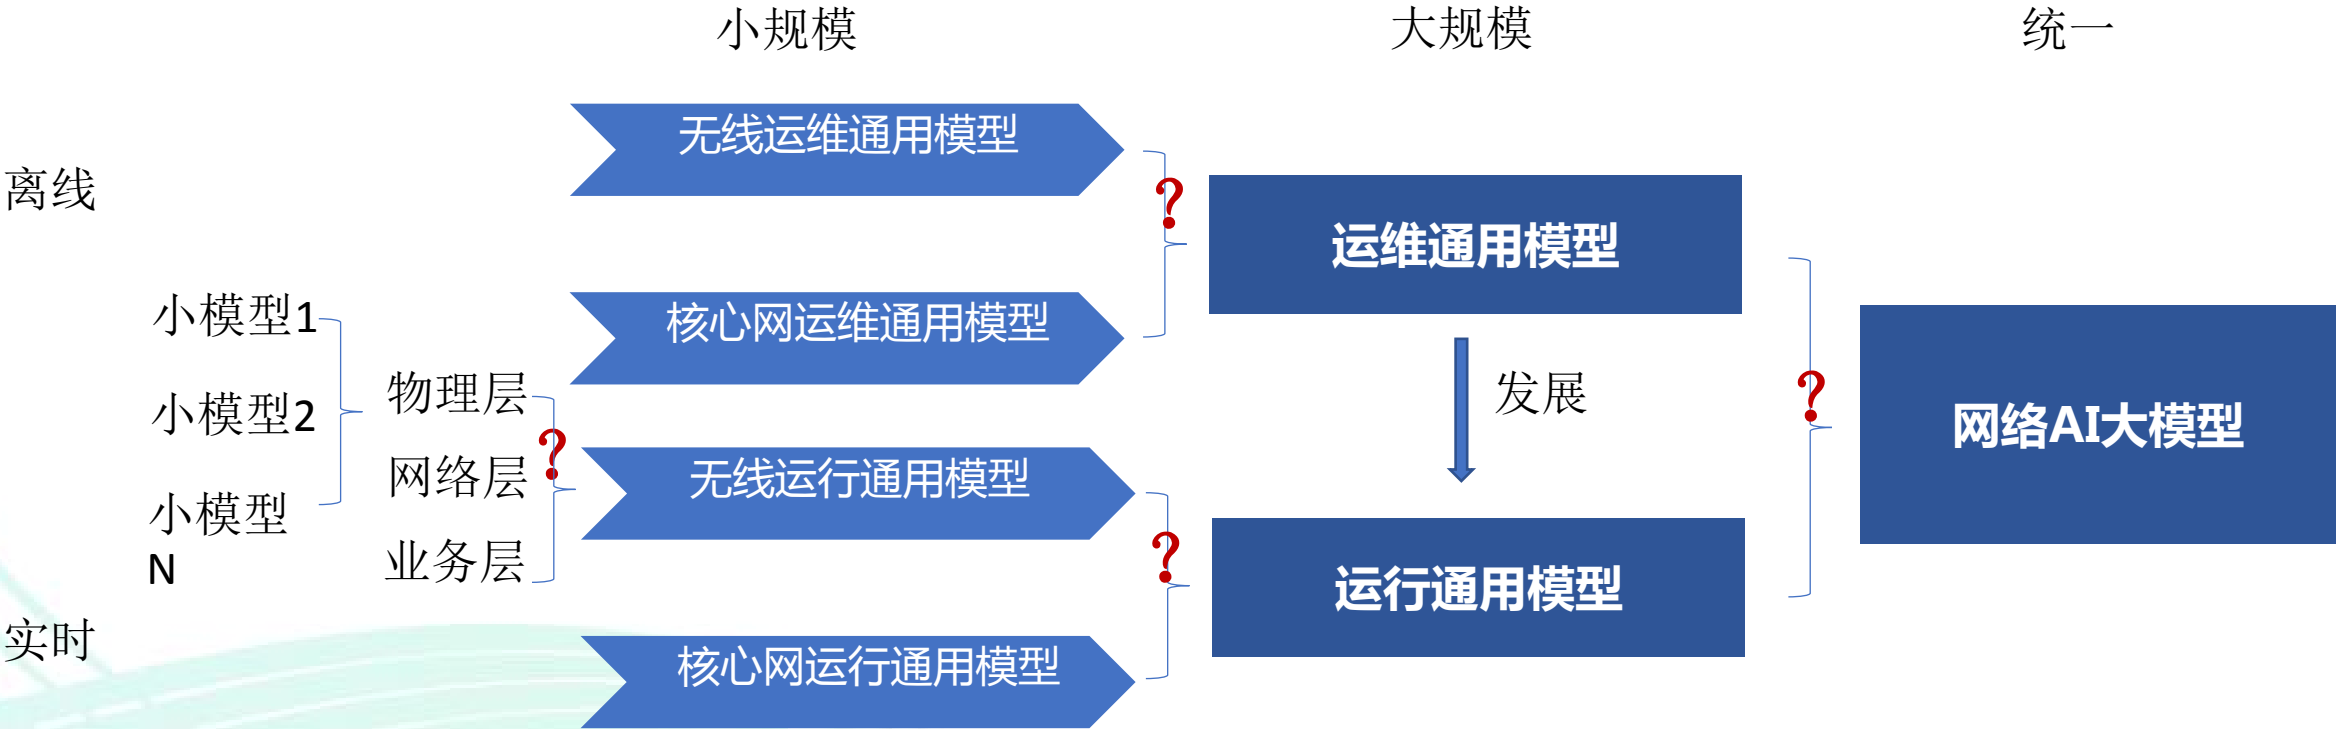 小规模
大规模
统一
离线
无线运维通用模型
核心网运维通用模型
?
运维通用模型
小模型1
小模型2
小模型
N
物理层
网络层
业务层
?
无线运行通用模型
发展
?
网络AI大模型
?
运行通用模型
实时
核心网运行通用模型